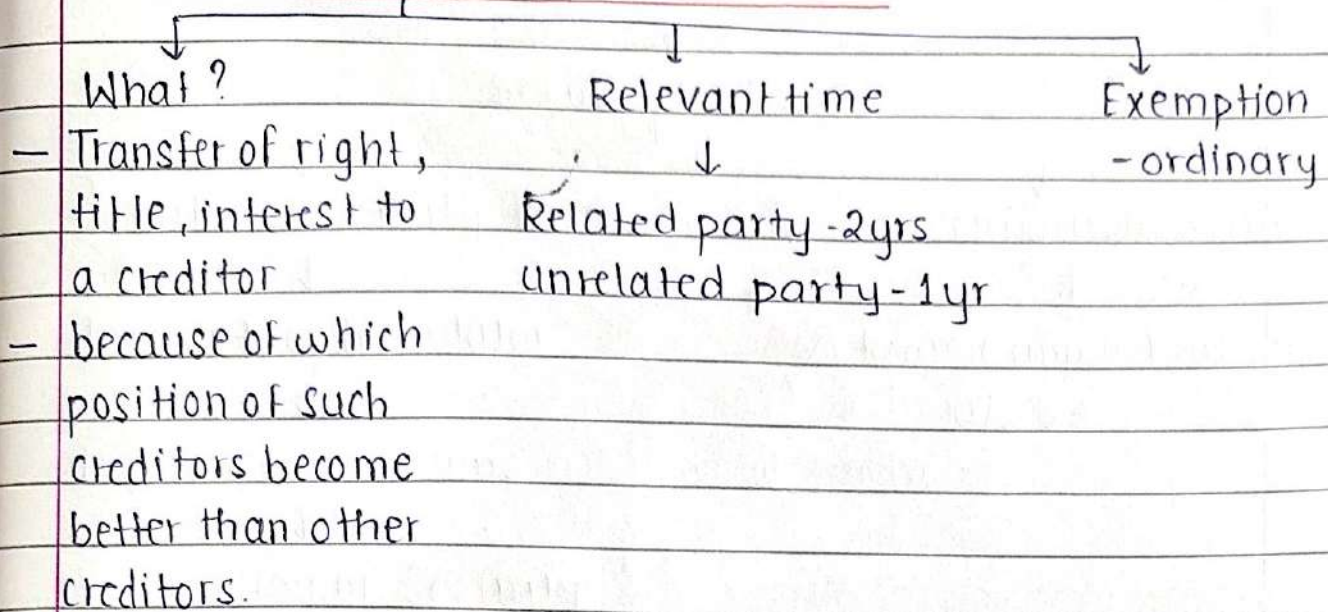 What?
- Transfer of right,
title, interest to
a creditor
- because of which
position of such
creditors become
better than other
creditors.
Relevant time
↓
Related party -2yrs
unrelated party - 1yr
Exemption
- ordinary